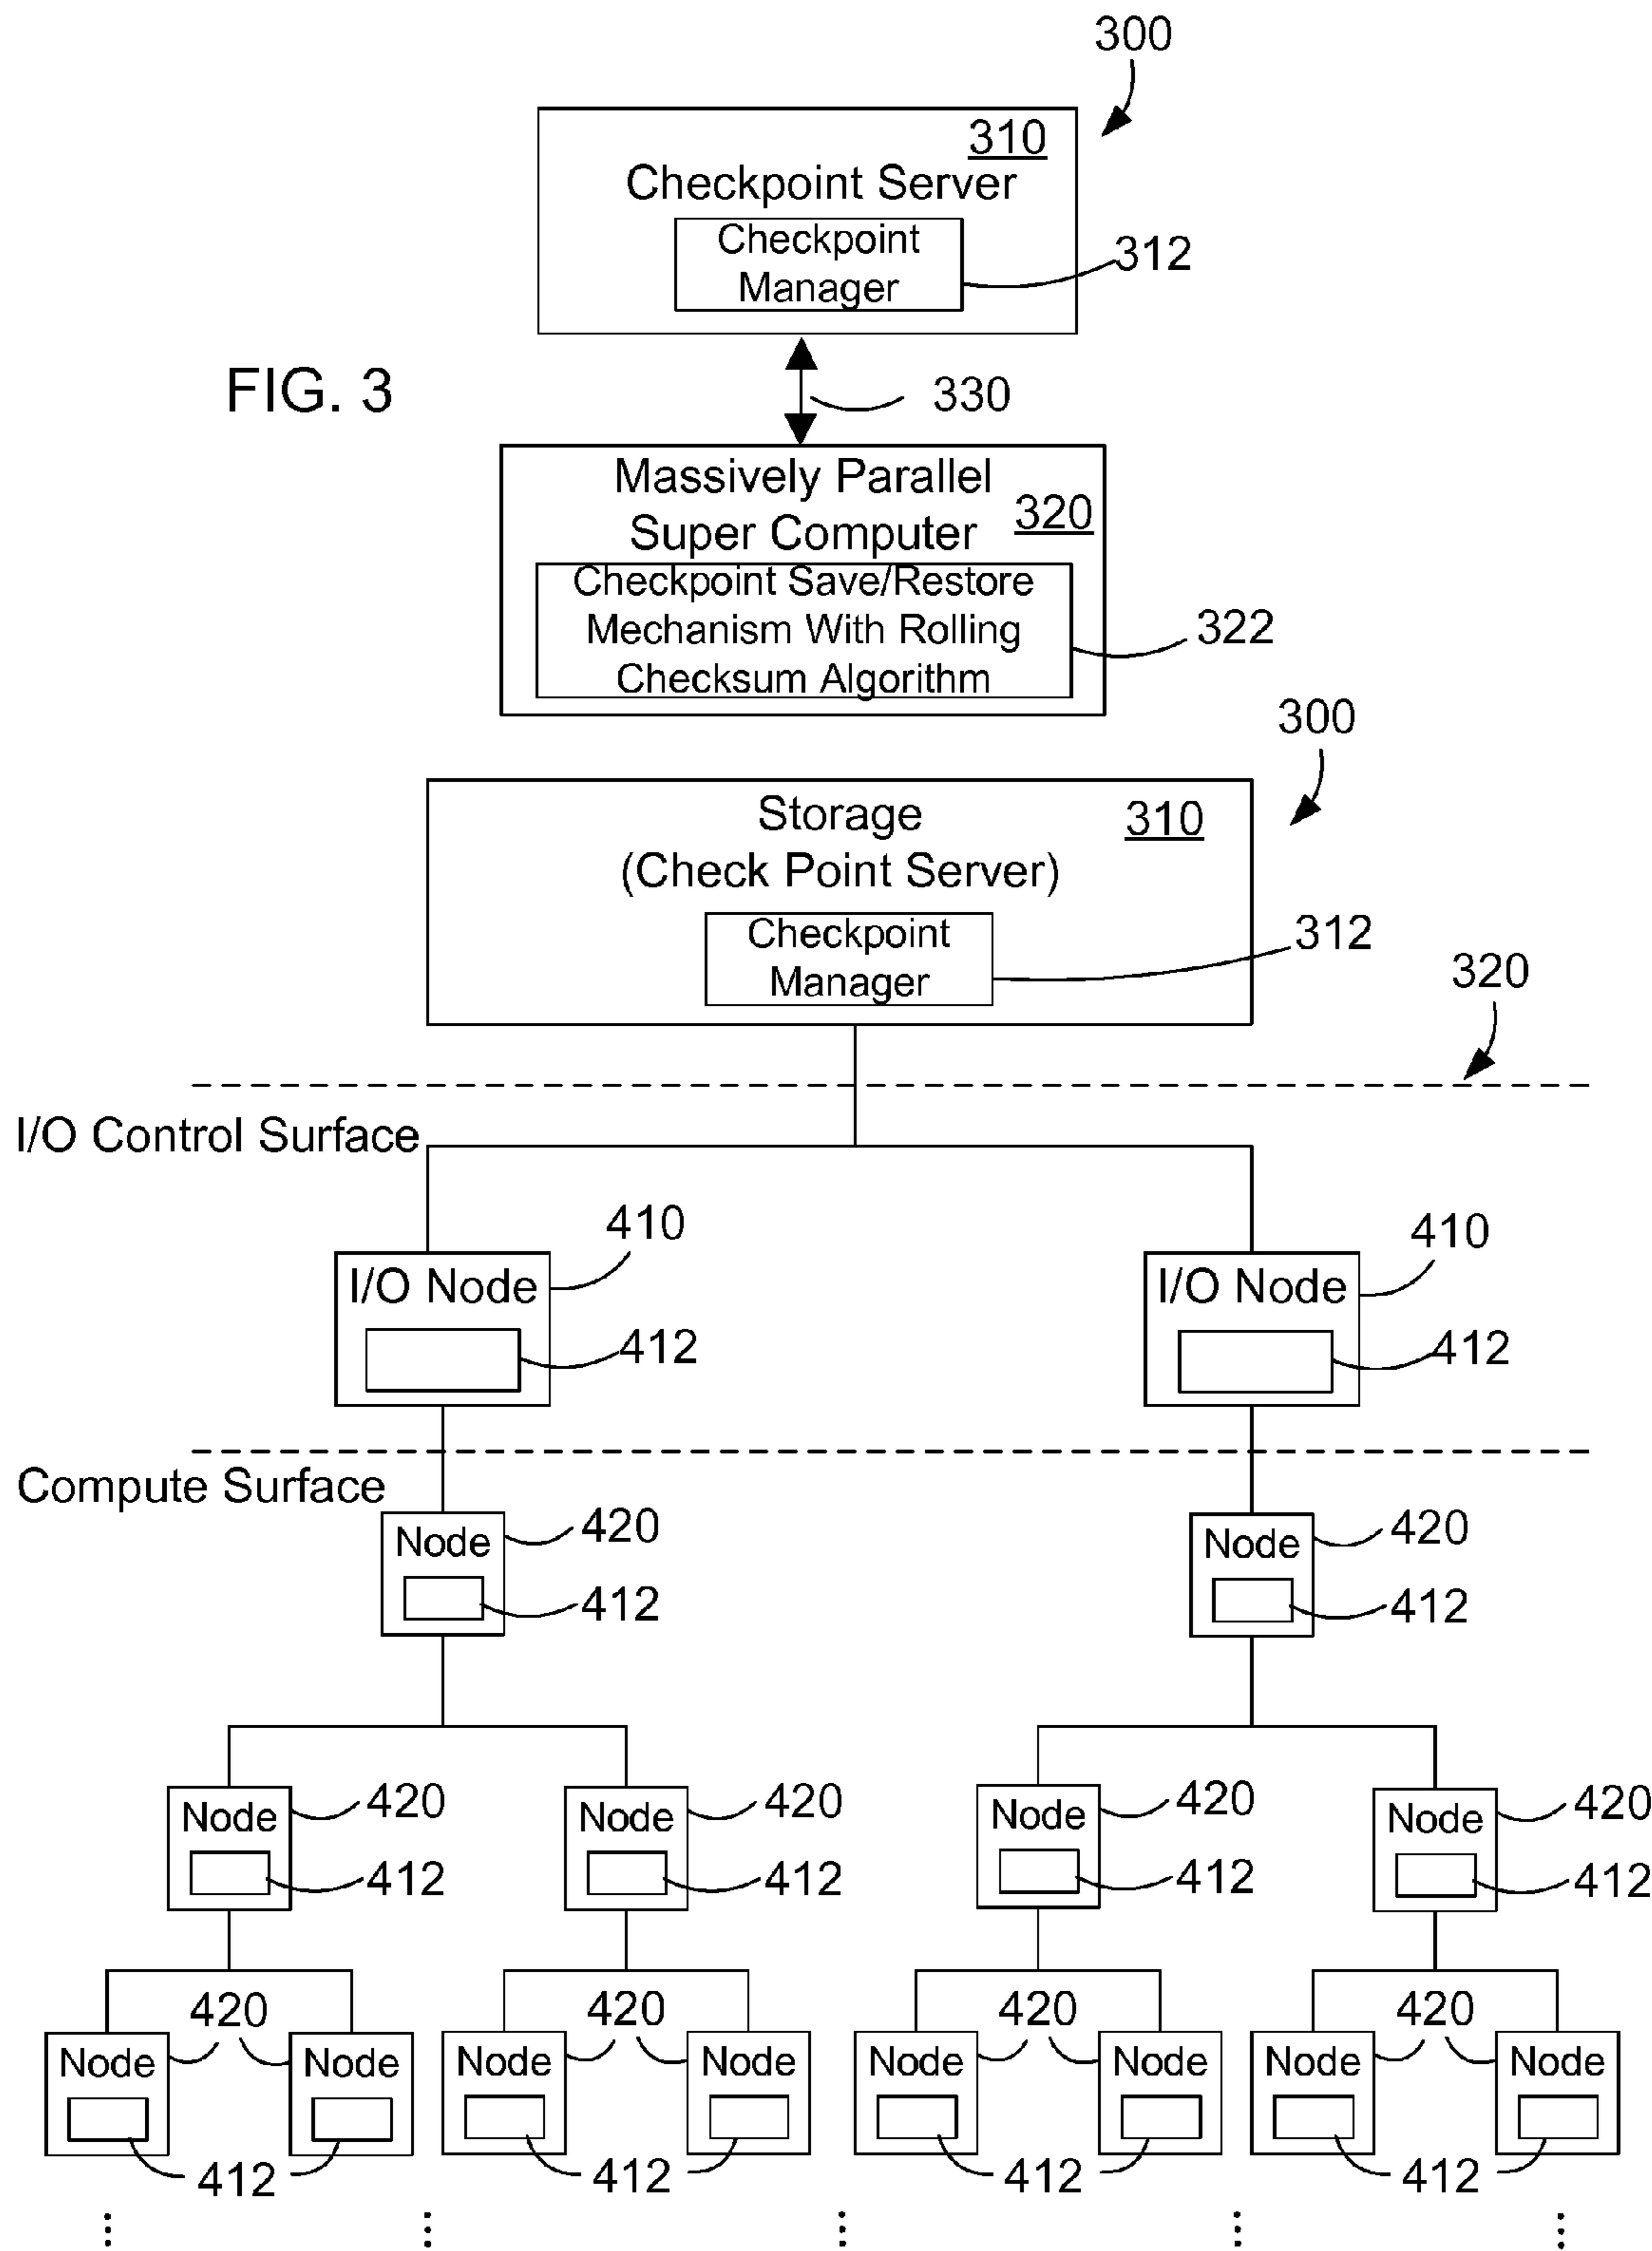 300
310
Checkpoint Server
Checkpoint
Manager
312
FIG. 3
330
Massively Parallel
Super Computer
320
Checkpoint Save/Restore
Mechanism With Rolling
Checksum Algorithm
322
300
Storage
310
(Check Point Server)
Checkpoint
Manager
312
320
I/O Control Surface
410
410
I/O Node
I/O Node
412
412
Compute Surface
Node
420
Node
420
412
412
Node
420
Node
420
Node
420
Node
420
412
412
412
412
420
420
420
420
Node
Node
Node
Node
Node
Node
Node
Node
412
412
412
412